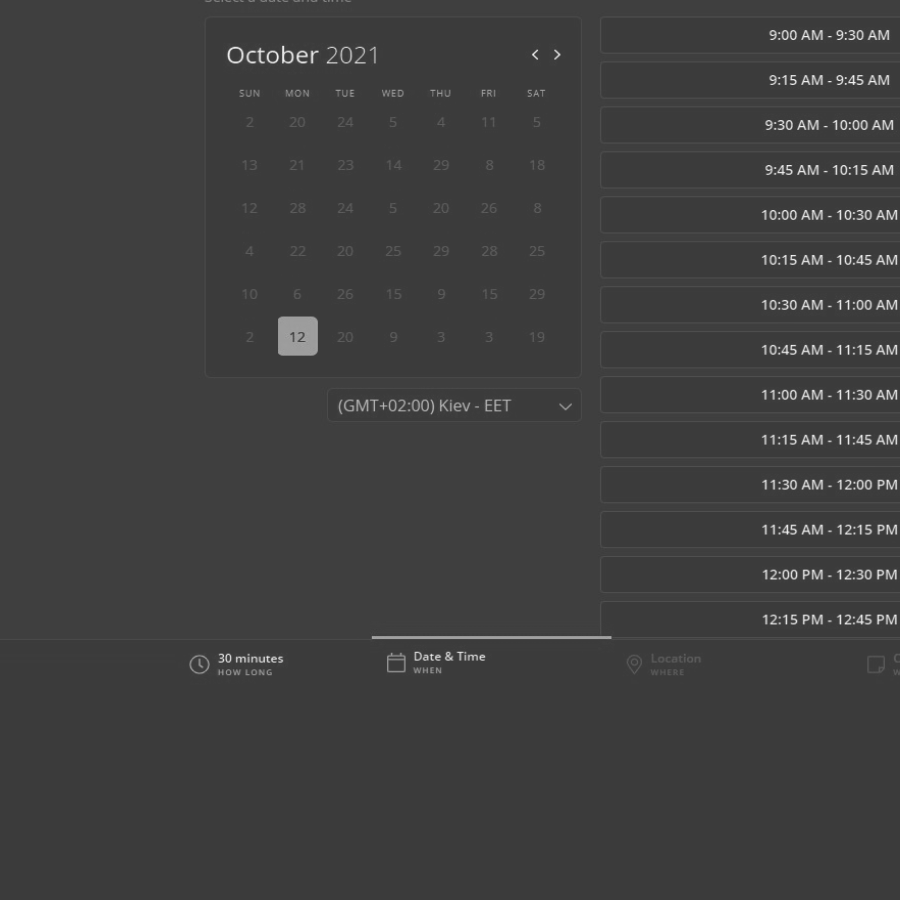 Select a date and time
October 2021
SUN MON TUE WED THU FRI SAT
2 20 24 5 4 11 5
13 21 23 14 29 8 18
12 28 24 5 20 26 8
4 22 20 25 29 28 25
10 6 26 15 9 15 29
2 12 20 9 3 3 19
(GMT+02:00) Kiev - EET
9:00 AM - 9:30 AM
9:15 AM - 9:45 AM
9:30 AM - 10:00 AM
9:45 AM - 10:15 AM
10:00 AM - 10:30 AM
10:15 AM - 10:45 AM
10:30 AM - 11:00 AM
10:45 AM - 11:15 AM
11:00 AM - 11:30 AM
11:15 AM - 11:45 AM
11:30 AM - 12:00 PM
11:45 AM - 12:15 PM
12:00 PM - 12:30 PM
12:15 PM - 12:45 PM
30 minutes
HOW LONG
Date & Time
WHEN
Location
WHERE